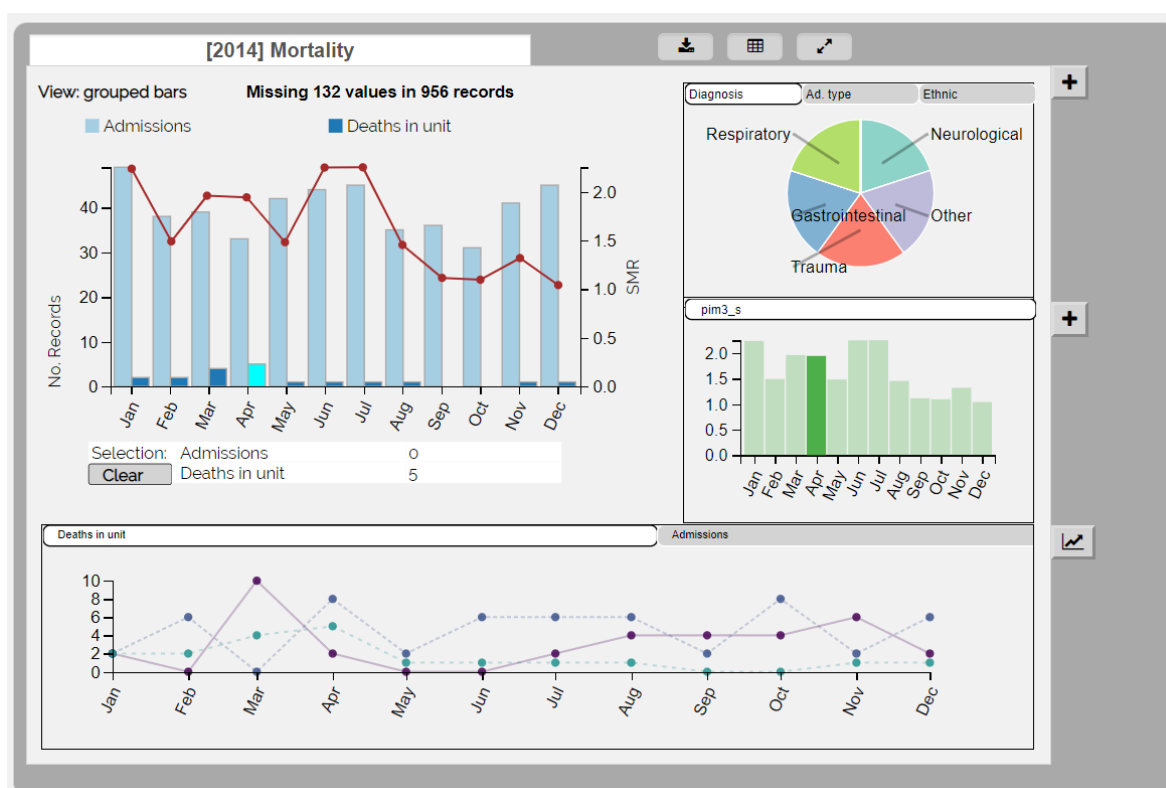 [2014] Mortality
View: grouped bars
Missing 132 values in 956 records
Admissions
Deaths in unit
40
30
20
10
0
No. Records
2.0
1.5
1.0
0.5
0.0
SMR
Jan
Feb
Mar
Apr
May
Jun
Jul
Aug
Sep
Oct
Nov
Dec
Selection: Admissions 0
Clear Deaths in unit 5
Diagnosis Ad. type Ethnic
Respiratory
Neurological
Gastrointestinal
Other
Trauma
pim3_s
2.0
1.5
1.0
0.5
0.0
Jan
Feb
Mar
Apr
May
Jun
Jul
Aug
Sep
Oct
Nov
Dec
Deaths in unit Admissions
10
8
6
4
2
0
Jan
Feb
Mar
Apr
May
Jun
Jul
Aug
Sep
Oct
Nov
Dec